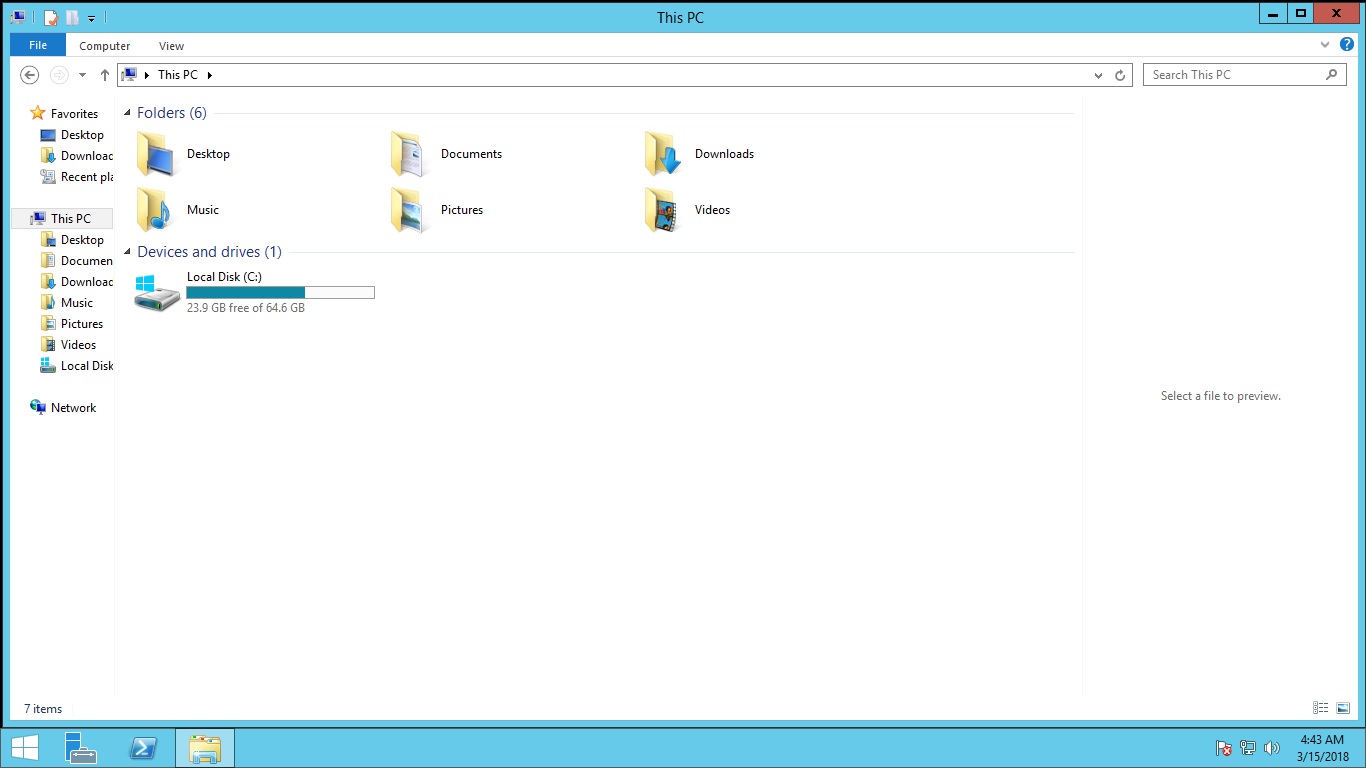 This PC
File Computer View
This PC
Search This PC
Favorites
Desktop
Downloac
Recent pla
This PC
Desktop
Documen
Downloac
Music
Pictures
Videos
Local Disk
Network
Folders (6)
Desktop Documents Downloads
Music Pictures Videos
Devices and drives (1)
Local Disk (C:)
23.9 GB free of 64.6 GB
Select a file to preview.
7 items
4:43 AM
3/15/2018